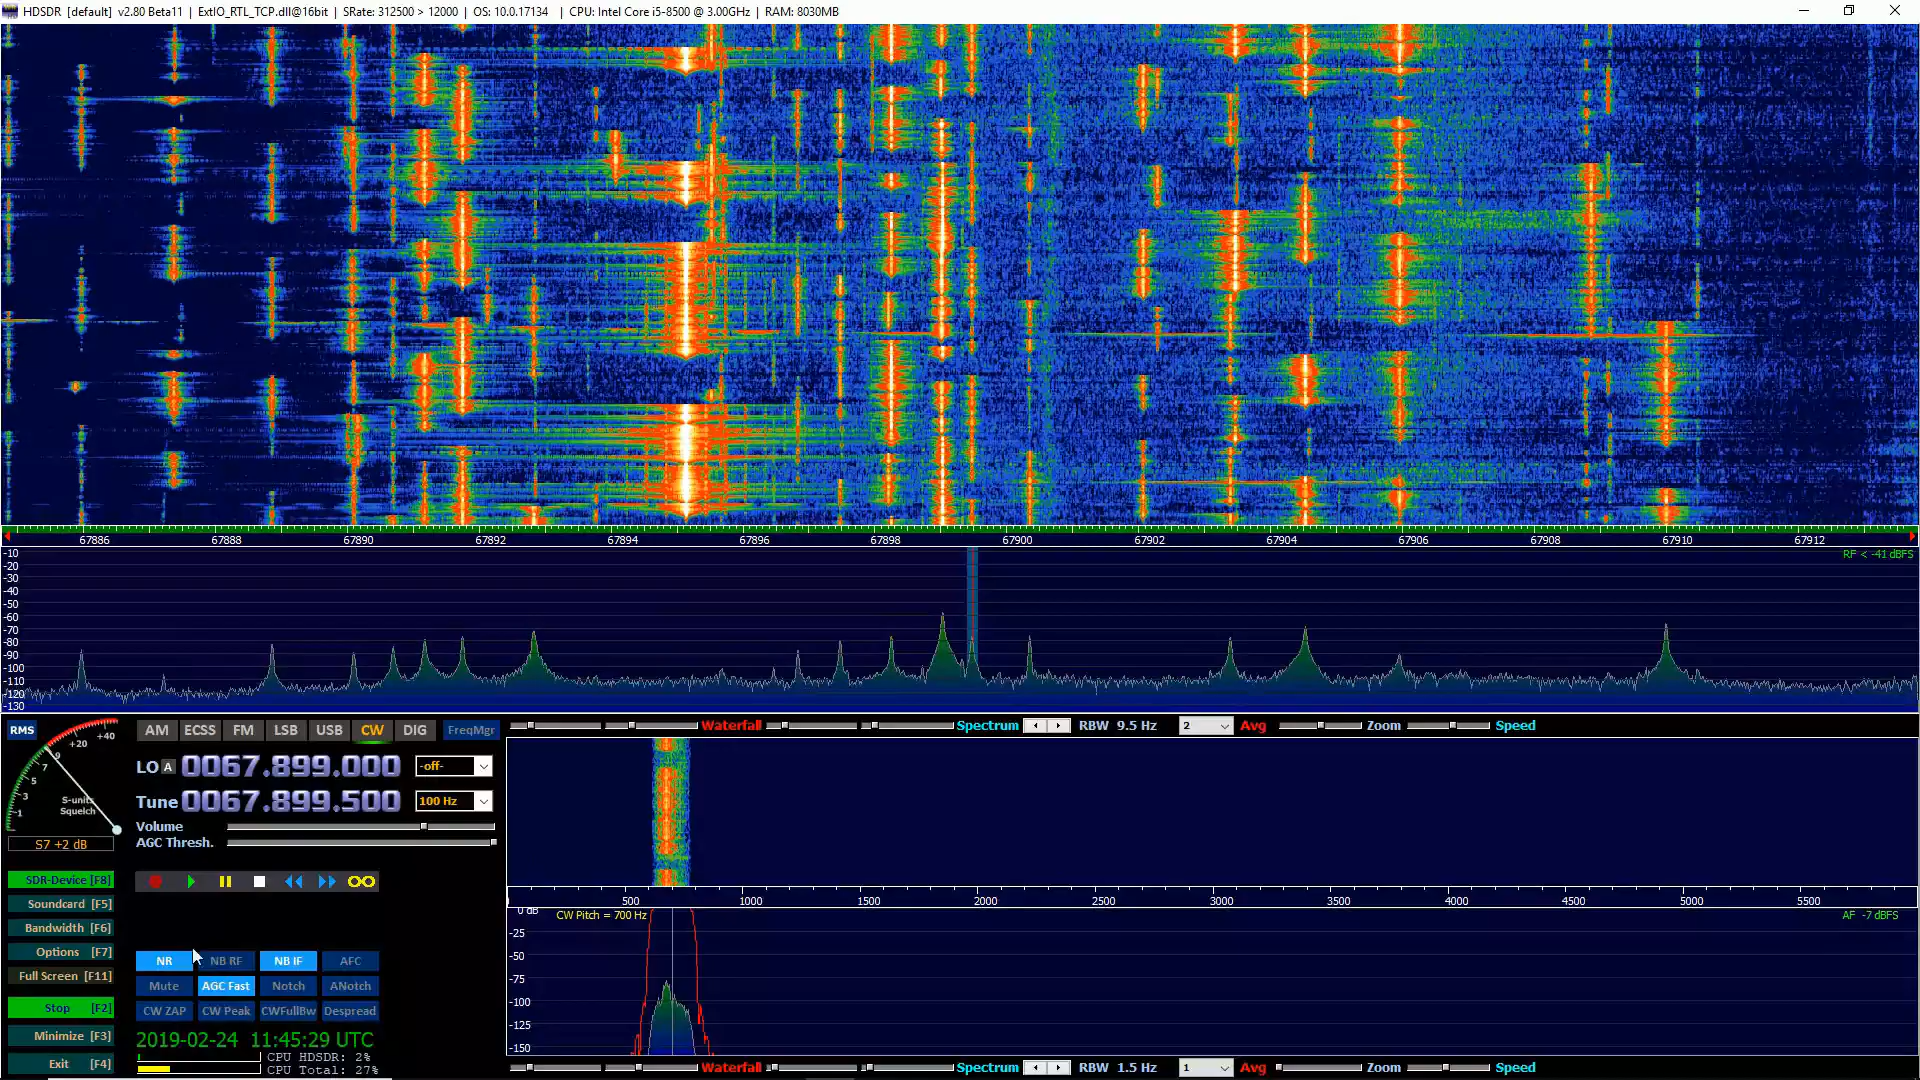 HDSDR [default] v2.80 Beta11 | ExtIO_RTL_TCP.dll@16bit | SRate: 312500 > 12000 | OS: 10.0.17134 | CPU: Intel Core i5-8500 @ 3.00GHz | RAM: 8030MB
67886 67888 67890 67892 67894 67896 67898 67900 67902 67904 67906 67908 67910 67912
-10 RF < -41 dBFS
-20
-30
-40
-50
-60
-70
-80
-90
-100
-110
-120
-130
RMS +20 +40 AM ECSS FM LSB USB CW DIG FreqMgr Waterfall Spectrum RBW 9.5 Hz 2 Avg Zoom Speed
9
7
5
3
1
S-units
Squelch
S7 +2 dB
LO A 0067.899.000 -off-
Tune 0067.899.500 100 Hz
Volume
AGC Thresh.
SDR-Device [F8]
Soundcard [F5]
Bandwidth [F6]
Options [F7]
Full Screen [F11]
Stop [F2]
Minimize [F3]
Exit [F4]
NR NB RF NB IF AFC
Mute AGC Fast Notch ANotch
CW ZAP CW Peak CWFullBw Despread
2019-02-24 11:45:29 UTC
CPU HDSDR: 2%
CPU Total: 27%
500 1000 1500 2000 2500 3000 3500 4000 4500 5000 5500
0 dB CW Pitch = 700 Hz AF -7 dBFS
-25
-50
-75
-100
-125
-150
Waterfall Spectrum RBW 1.5 Hz 1 Avg Zoom Speed